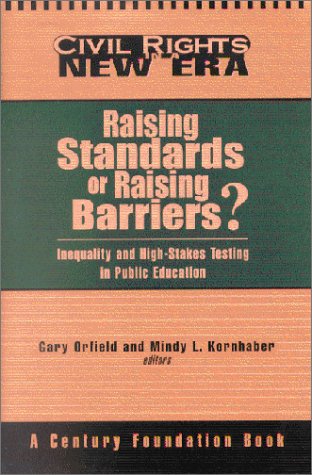 CIVIL RIGHTS
IN A
NEW ERA
Raising
Standards
or Raising
Barriers?
Inequality and High-Stakes Testing
in Public Education
Gary Orfield and Mindy L. Kornhaber
editors
A Century Foundation Book